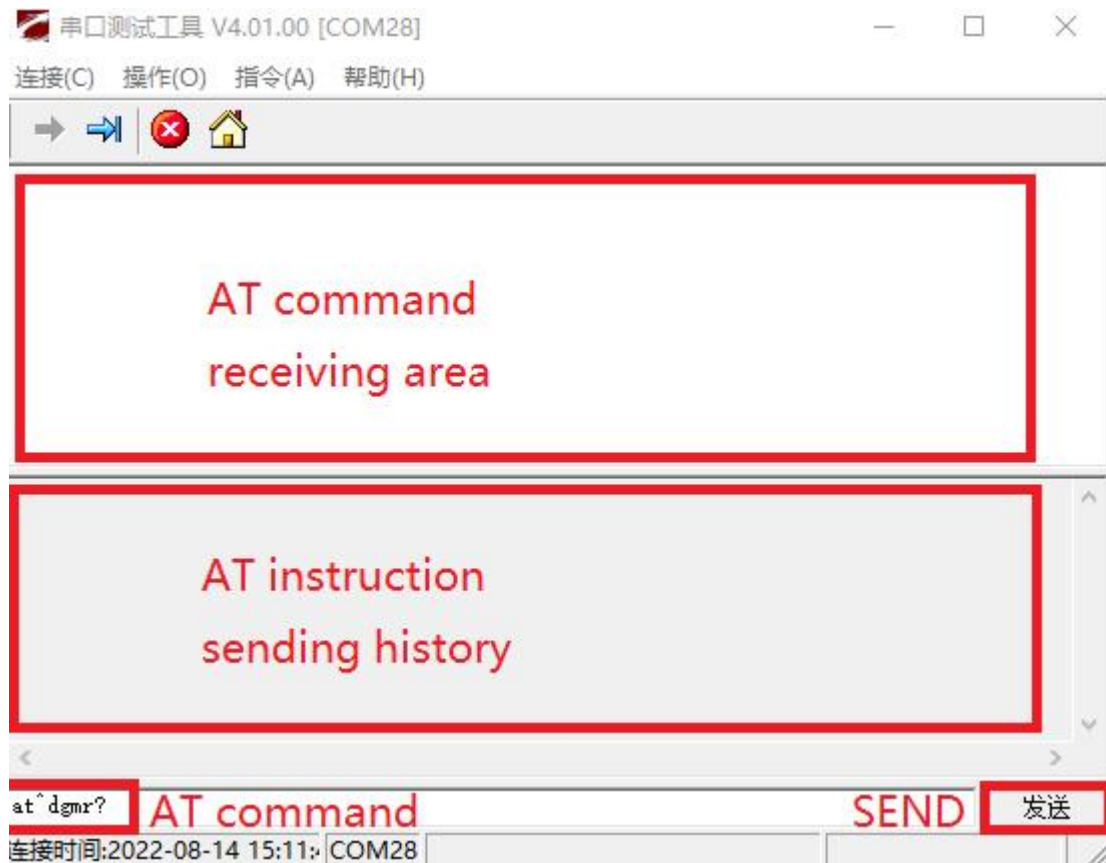 串口测试工具 V4.01.00 [COM28]
连接(C) 操作(O) 指令(A) 帮助(H)
AT command
receiving area
AT instruction
sending history
at^dgmr? AT command SEND 发送
连接时间:2022-08-14 15:11: COM28